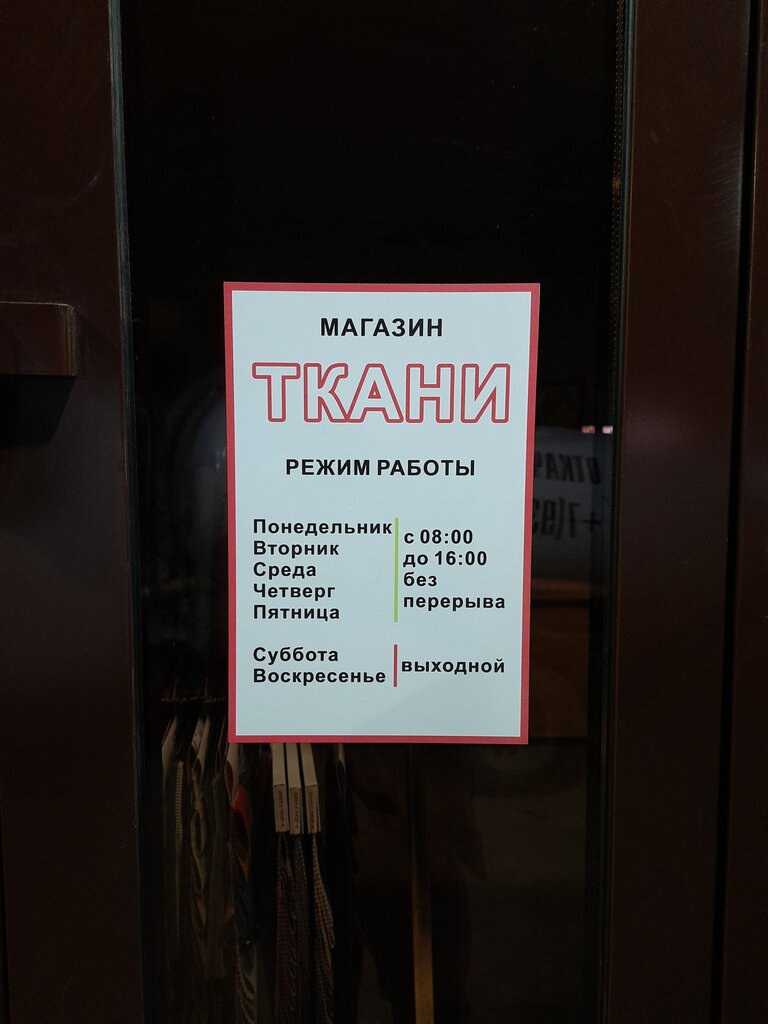 МАГАЗИН
ТКАНИ
РЕЖИМ РАБОТЫ
Понедельник
Вторник
Среда
Четверг
Пятница
с 08:00
до 16:00
без
перерыва
Суббота
Воскресенье
выходной